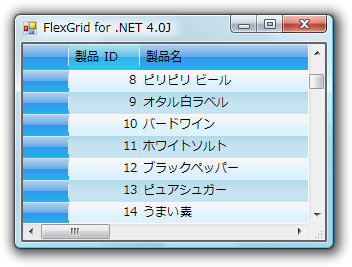 FlexGrid for .NET 4.0J
製品 ID 製品名
8 ピリピリ ビール
9 オタル白ラベル
10 バードワイン
11 ホワイトソルト
12 ブラックペッパー
13 ピュアシュガー
14 うまい素